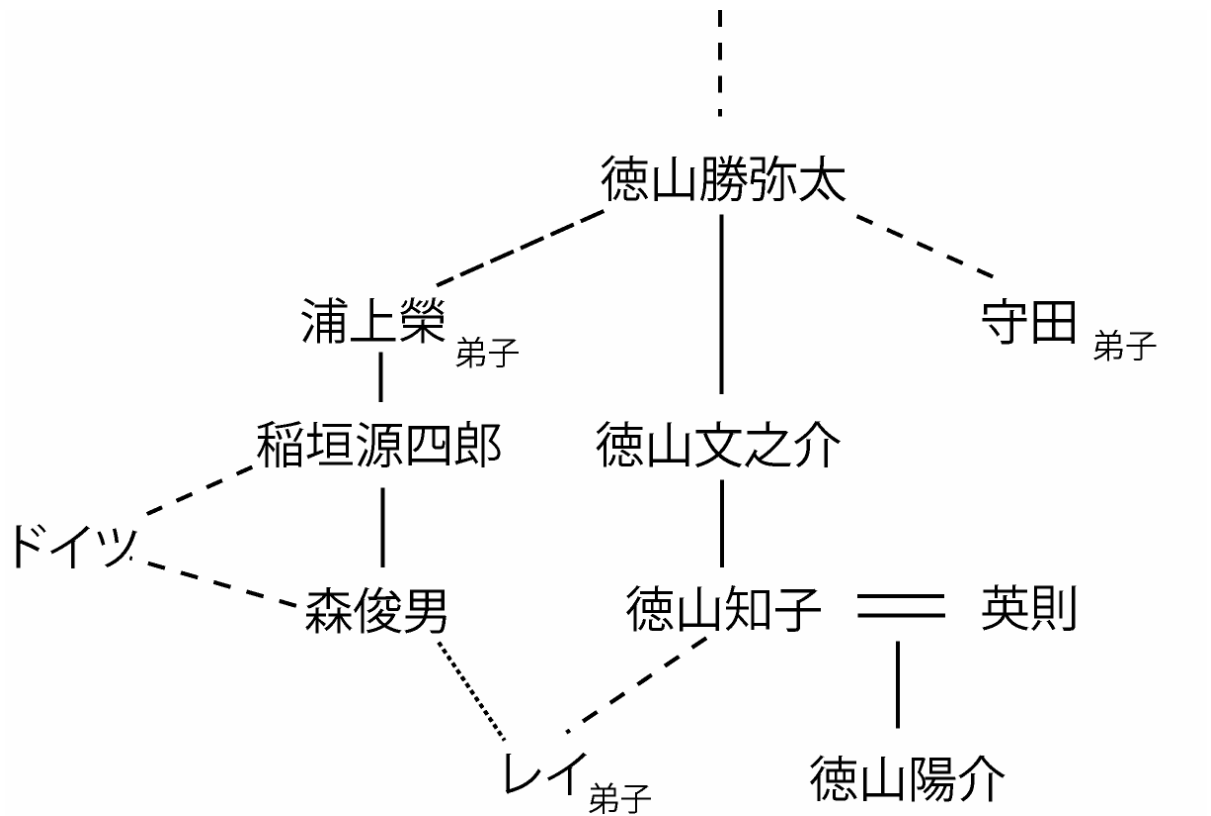 徳山勝弥太
浦上榮 弟子
守田 弟子
稲垣源四郎
徳山文之介
ドイツ
森俊男
徳山知子
英則
レイ 弟子
徳山陽介